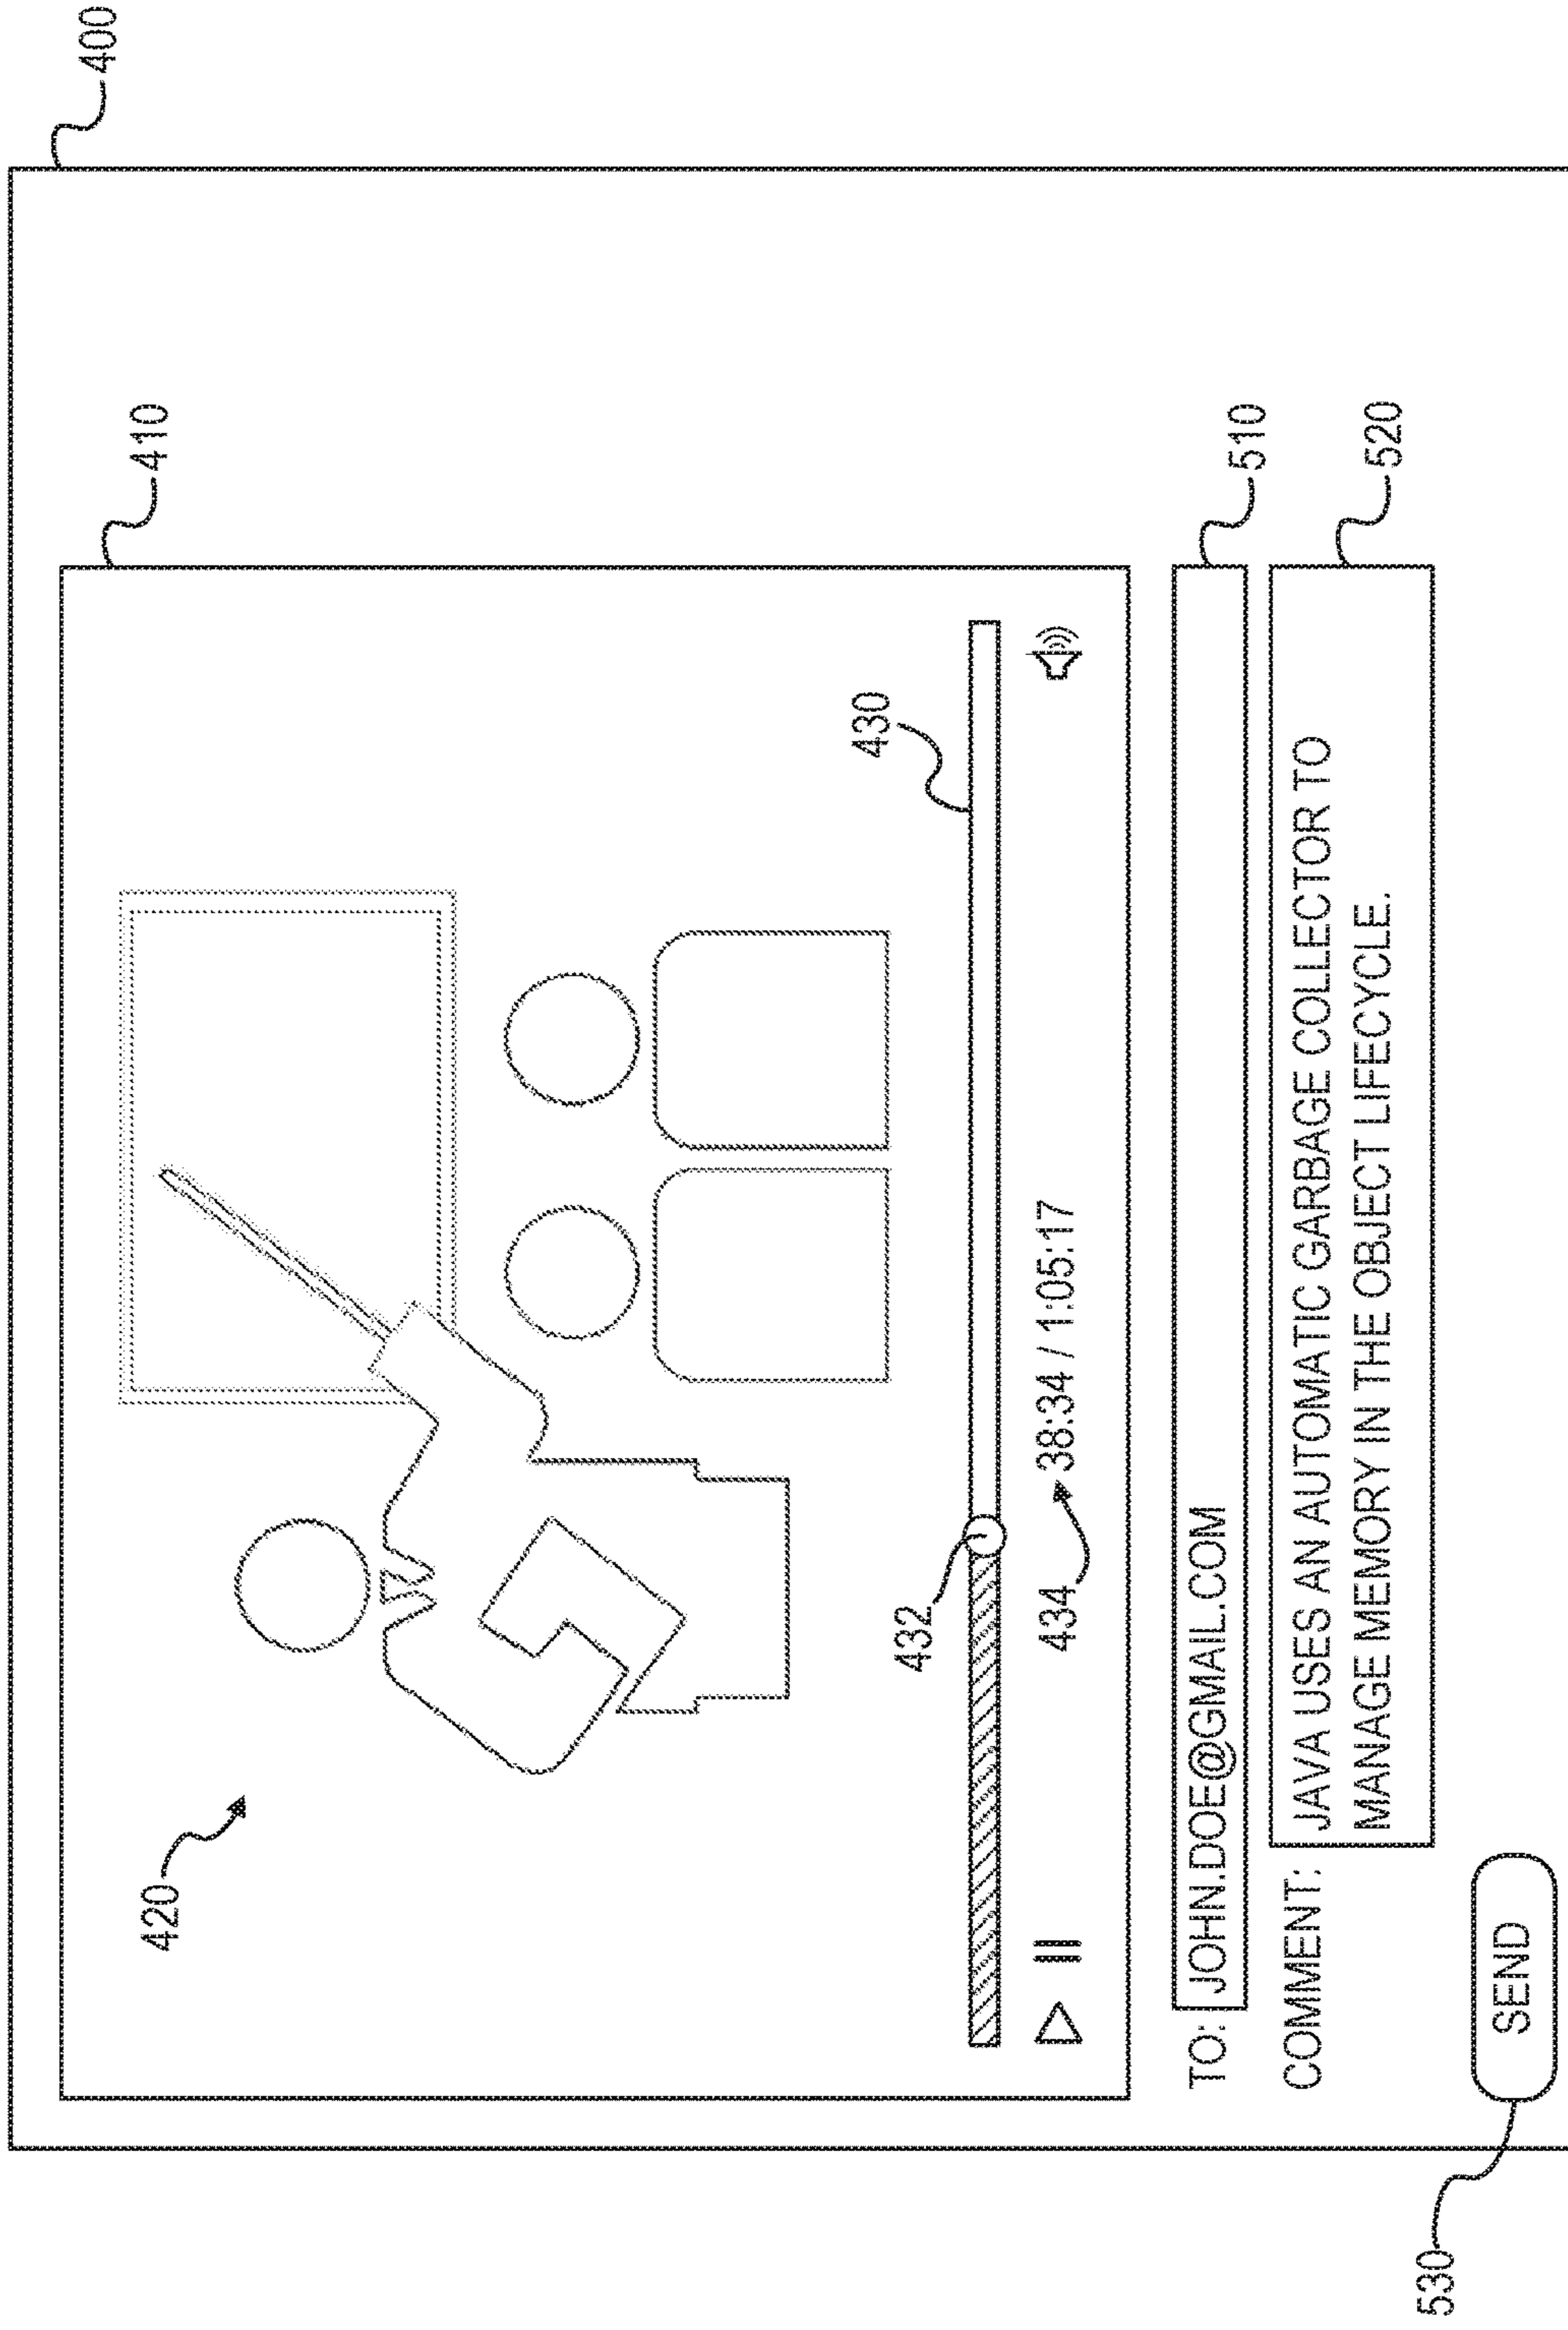 400
410
420
430
432
434
38:34 / 1:05:17
TO: JOHN.DOE@GMAIL.COM
510
COMMENT: JAVA USES AN AUTOMATIC GARBAGE COLLECTOR TO
MANAGE MEMORY IN THE OBJECT LIFECYCLE.
520
SEND
530